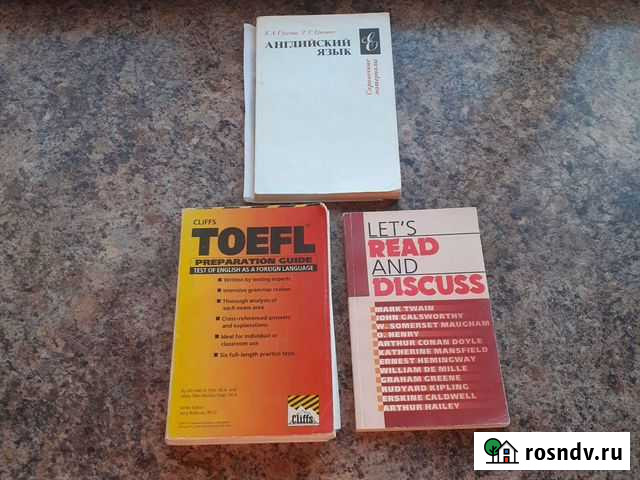 АНГЛИЙСКИЙ
ЯЗЫК
Справочные
материалы
CLIFFS
TOEFL
PREPARATION GUIDE
TEST OF ENGLISH AS A FOREIGN LANGUAGE
Written by testing experts
Intensive grammar review
Thorough analysis of
each exam area
Cross-referenced answers
and explanations
Ideal for individual or
classroom use
Six full-length practice tests
Cliffs
LET'S
READ
AND
DISCUSS
MARK TWAIN
JOHN GALSWORTHY
W. SOMERSET MAUGHAM
O. HENRY
ARTHUR CONAN DOYLE
KATHERINE MANSFIELD
ERNEST HEMINGWAY
WILLIAM DE MILLE
GRAHAM GREENE
RUDYARD KIPLING
ERSKINE CALDWELL
ARTHUR HAILEY
rosndv.ru